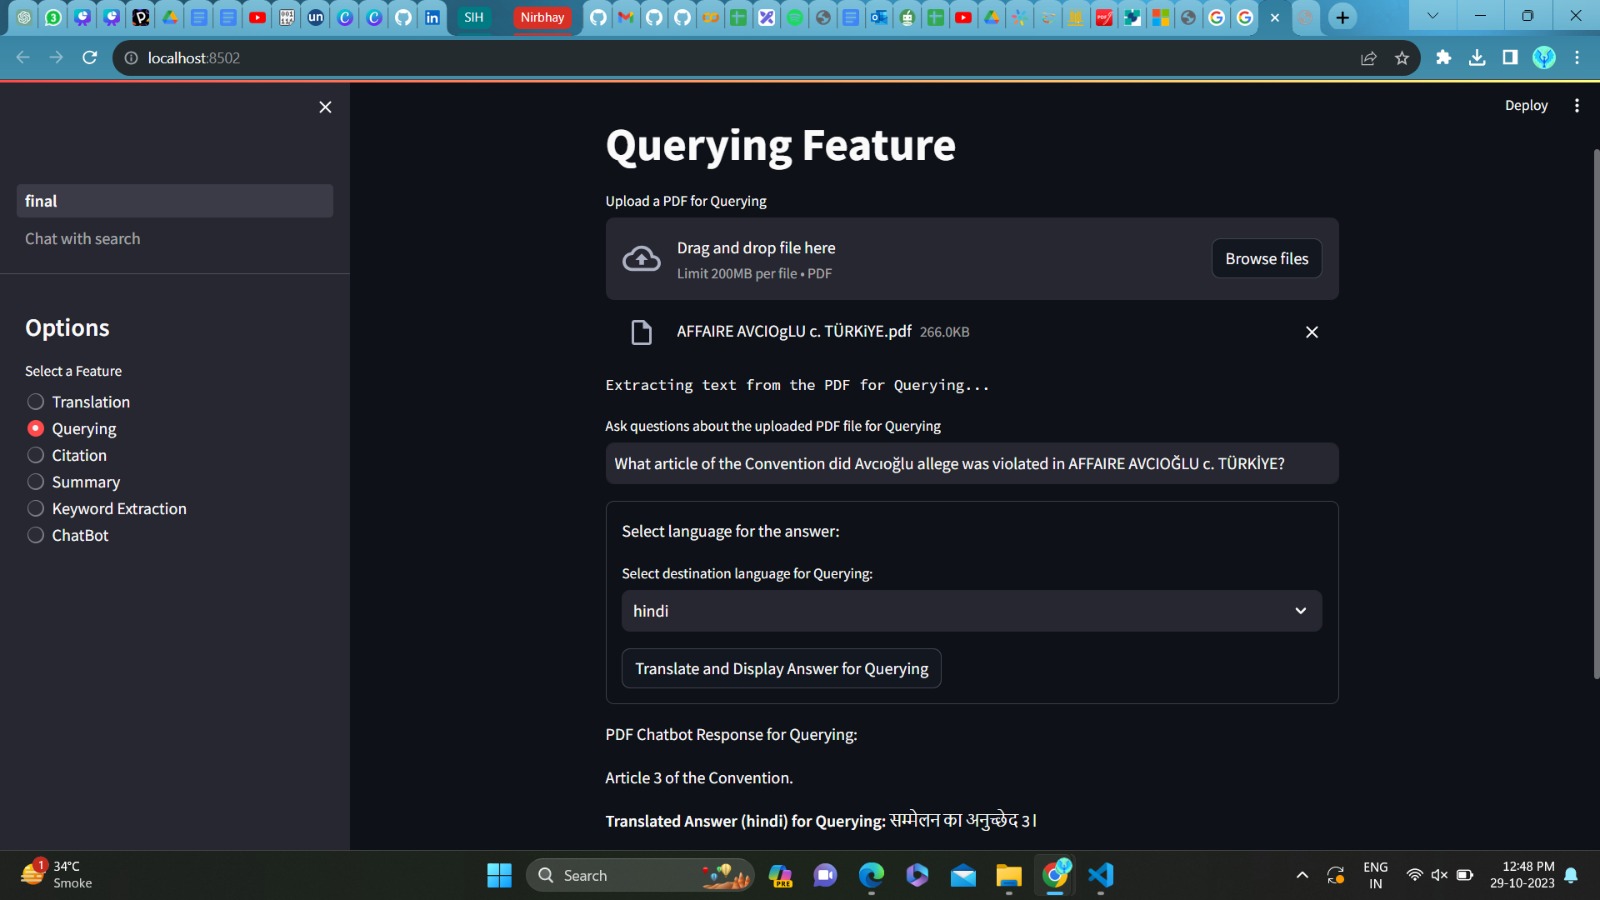 SIH
Nirbhay
localhost:8502
Deploy
final
Chat with search
Options
Select a Feature
Translation
Querying
Citation
Summary
Keyword Extraction
ChatBot
Querying Feature
Upload a PDF for Querying
Drag and drop file here
Limit 200MB per file • PDF
Browse files
AFFAIRE AVCIOgLU c. TÜRKiYE.pdf 266.0KB
Extracting text from the PDF for Querying...
Ask questions about the uploaded PDF file for Querying
What article of the Convention did Avcıoğlu allege was violated in AFFAIRE AVCIOĞLU c. TÜRKİYE?
Select language for the answer:
Select destination language for Querying:
hindi
Translate and Display Answer for Querying
PDF Chatbot Response for Querying:
Article 3 of the Convention.
Translated Answer (hindi) for Querying: सम्मेलन का अनुच्छेद 3।
1
34°C
Smoke
Search
PRE
ENG
IN
12:48 PM
29-10-2023